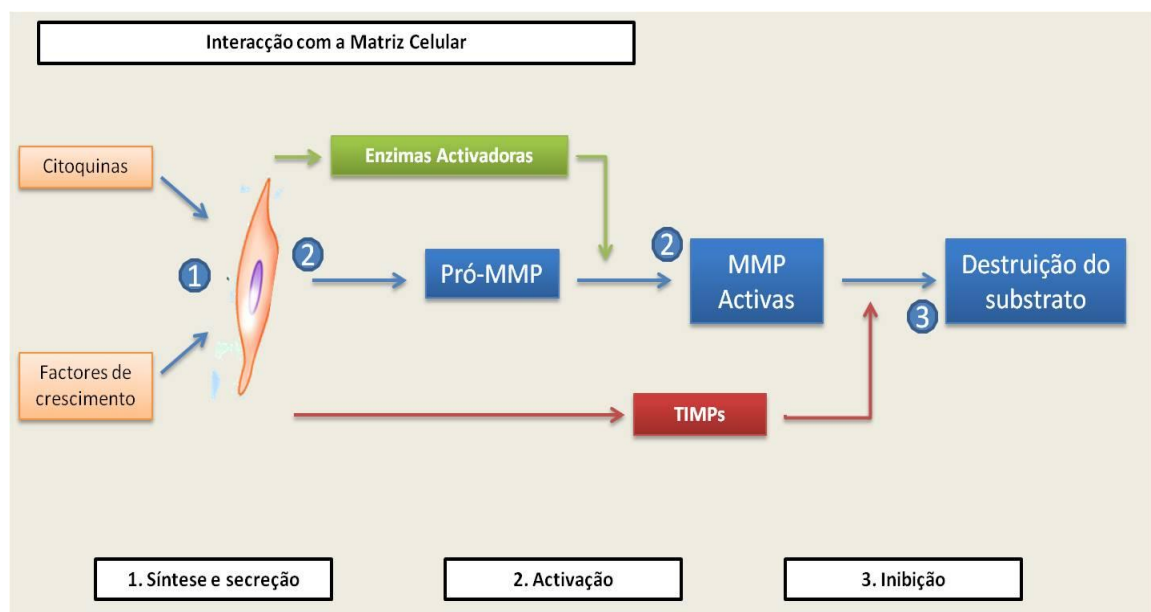 Interacção com a Matriz Celular
Citoquinas
Enzimas Activadoras
1
2
Pró-MMP
2
MMP
Activas
Destruição do
substrato
3
Factores de
crescimento
TIMPs
1. Síntese e secreção
2. Activação
3. Inibição